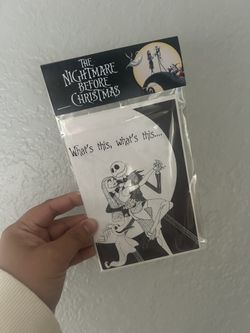 THE
NIGHTMARE
BEFORE
CHRISTMAS
What's this, what's this....